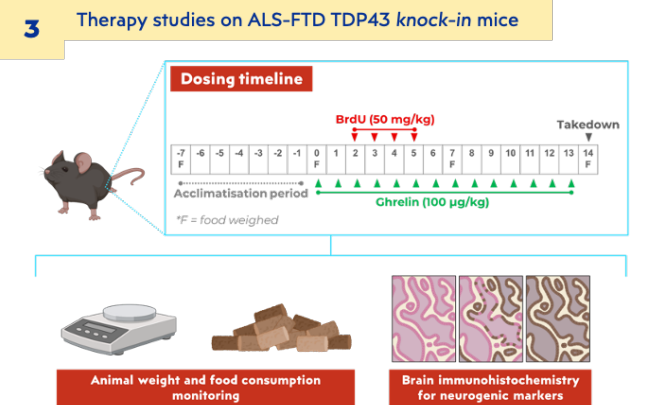 3
Therapy studies on ALS-FTD TDP43 knock-in mice
Dosing timeline
BrdU (50 mg/kg)
Takedown
-7 -6 -5 -4 -3 -2 -1 0 1 2 3 4 5 6 7 8 9 10 11 12 13 14
F F F F
Acclimatisation period
Ghrelin (100 µg/kg)
*F = food weighed
Animal weight and food consumption
monitoring
Brain immunohistochemistry
for neurogenic markers